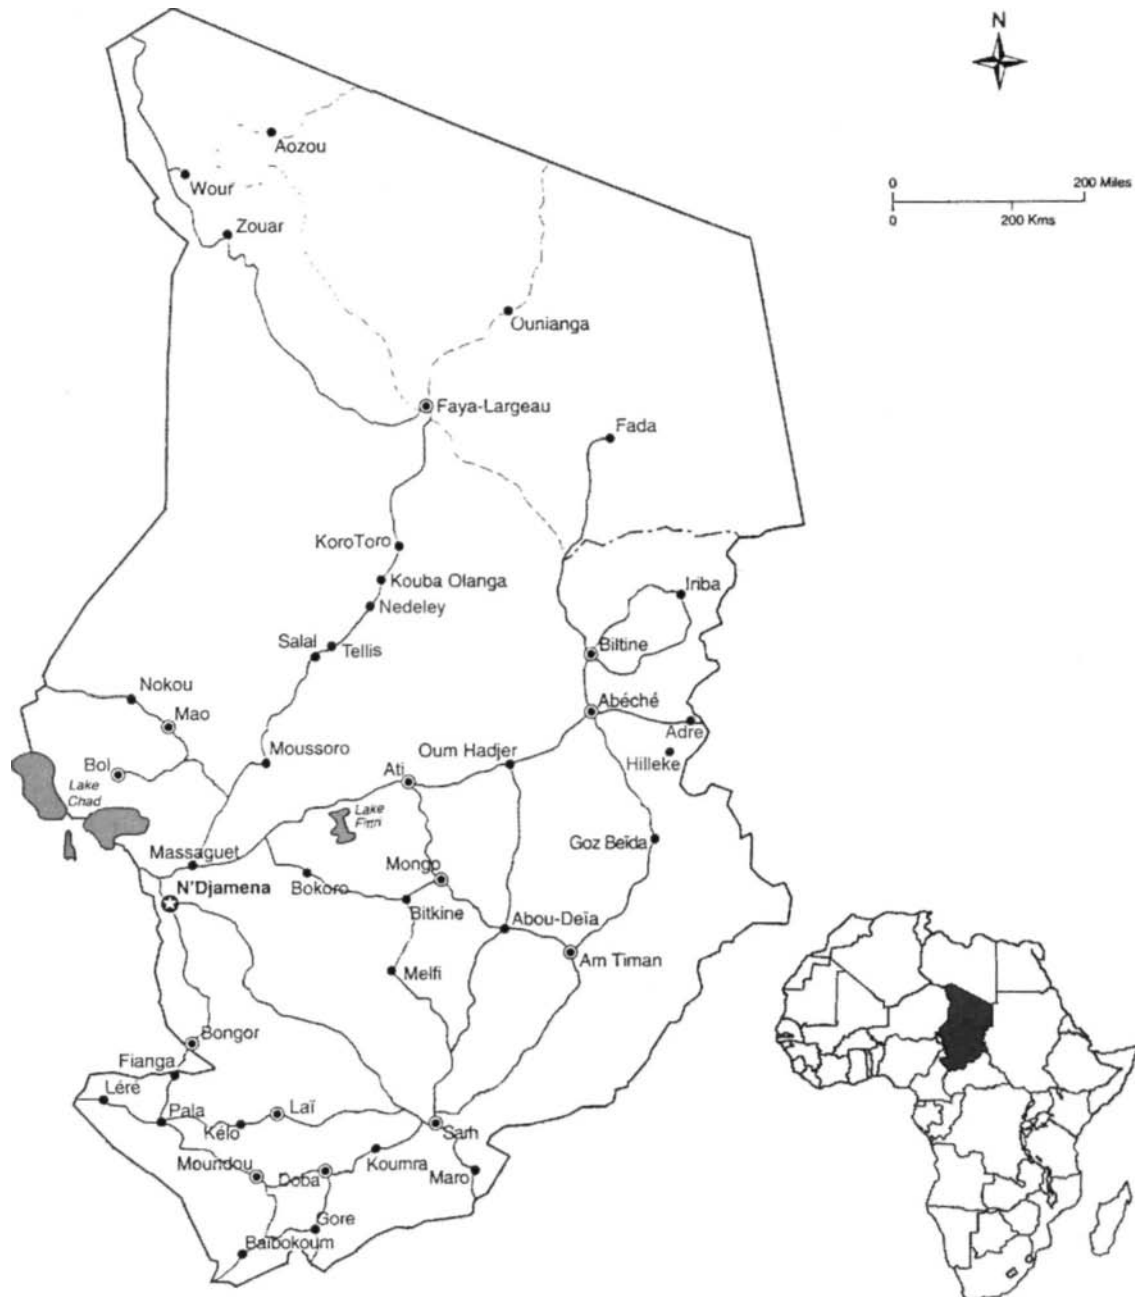 N
0
200 Miles
0
200 Kms
Aozou
Wour
Zouar
Ounianga
Faya-Largeau
Fada
KoroToro
Kouba Olanga
Iriba
Nedeley
Salal
Tellis
Biltine
Nokou
Mao
Abéché
Adre
Moussoro
Oum Hadjer
Hilleke
Bol
Ati
Lake
Chad
Lake
Fitri
Goz Beïda
Massaguet
Mongo
N'Djamena
Bokoro
Bitkine
Abou-Deïa
Am Timan
Melfi
Bongor
Fianga
Léré
Laï
Pala
Kélo
Sarh
Moundou
Doba
Koumra
Maro
Gore
Baïbokoum